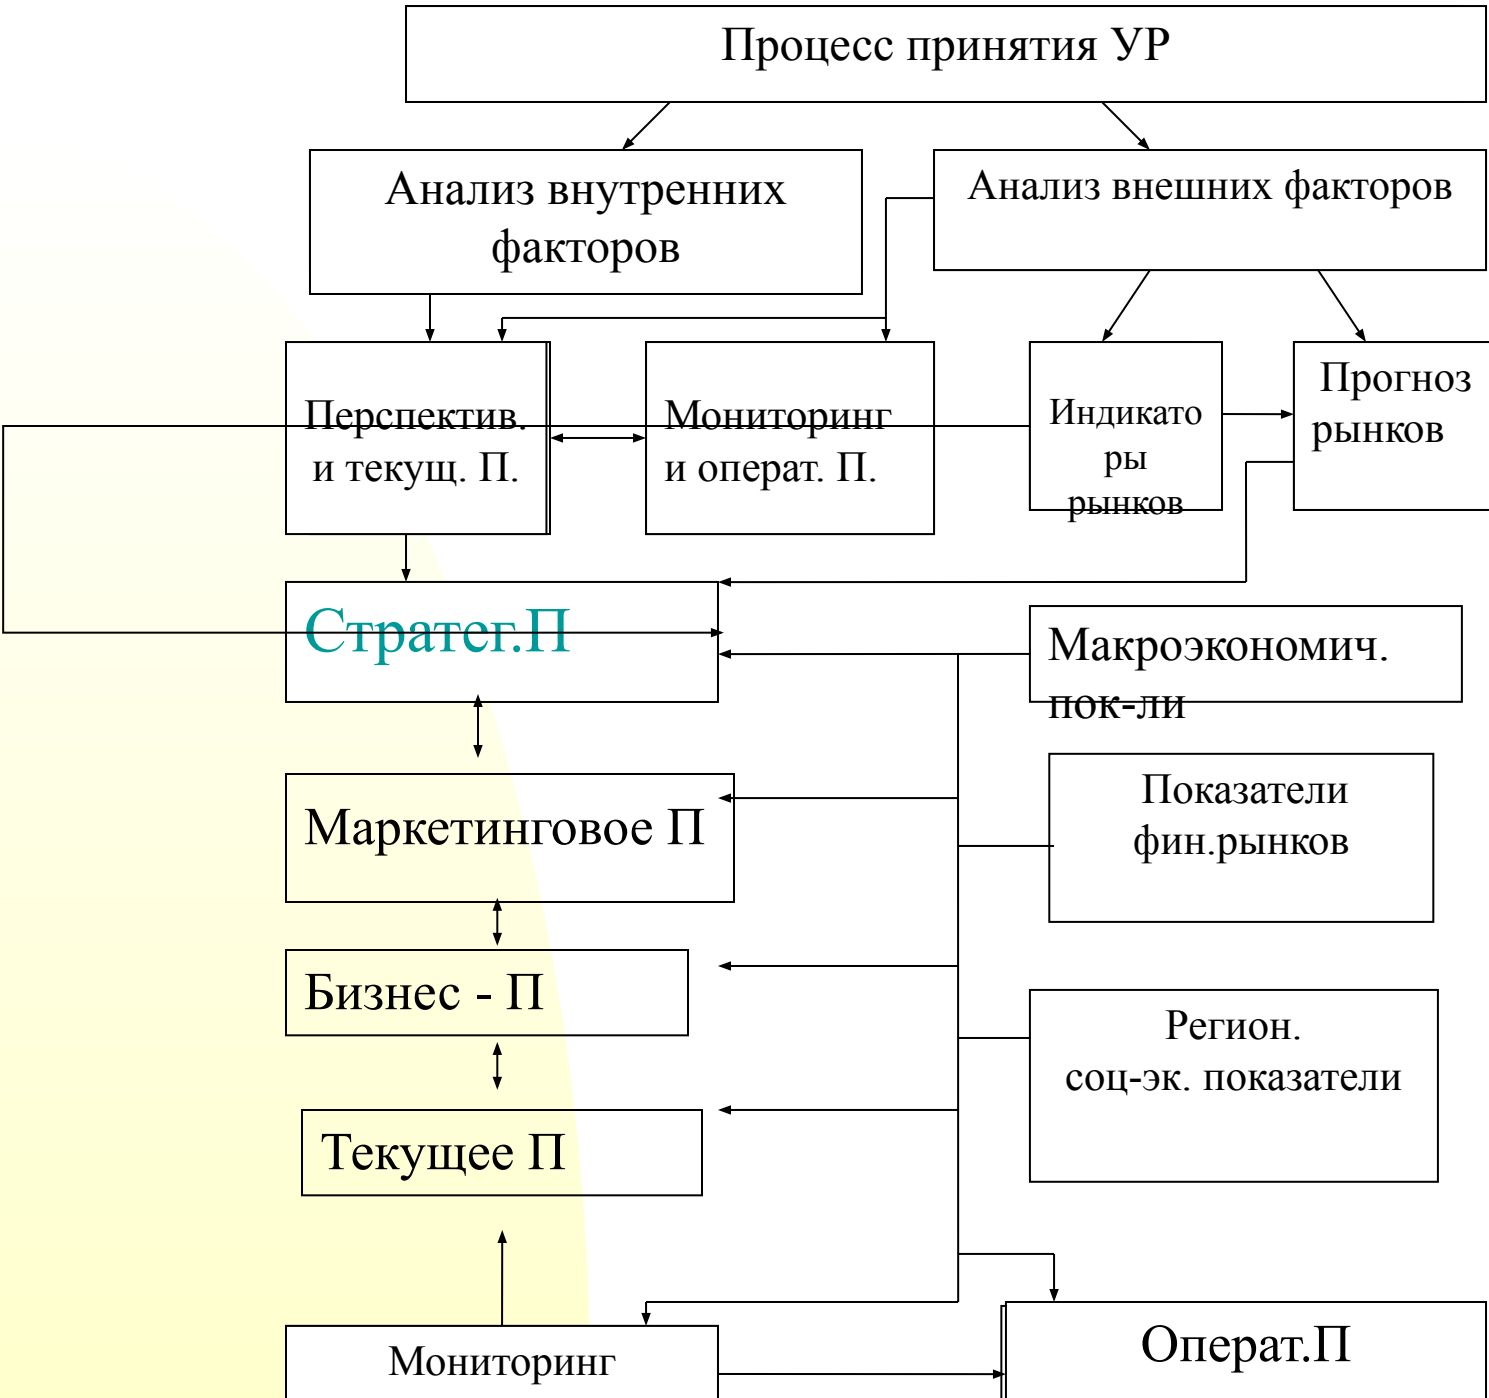 Процесс принятия УР
Анализ внутренних
факторов
Анализ внешних факторов
Перспектив.
и текущ. П.
Мониторинг
и операт. П.
Индикато
ры
рынков
Прогноз
рынков
Стратег.П
Макроэкономич.
пок-ли
Маркетинговое П
Показатели
фин.рынков
Бизнес - П
Регион.
соц-эк. показатели
Текущее П
Мониторинг
Операт.П